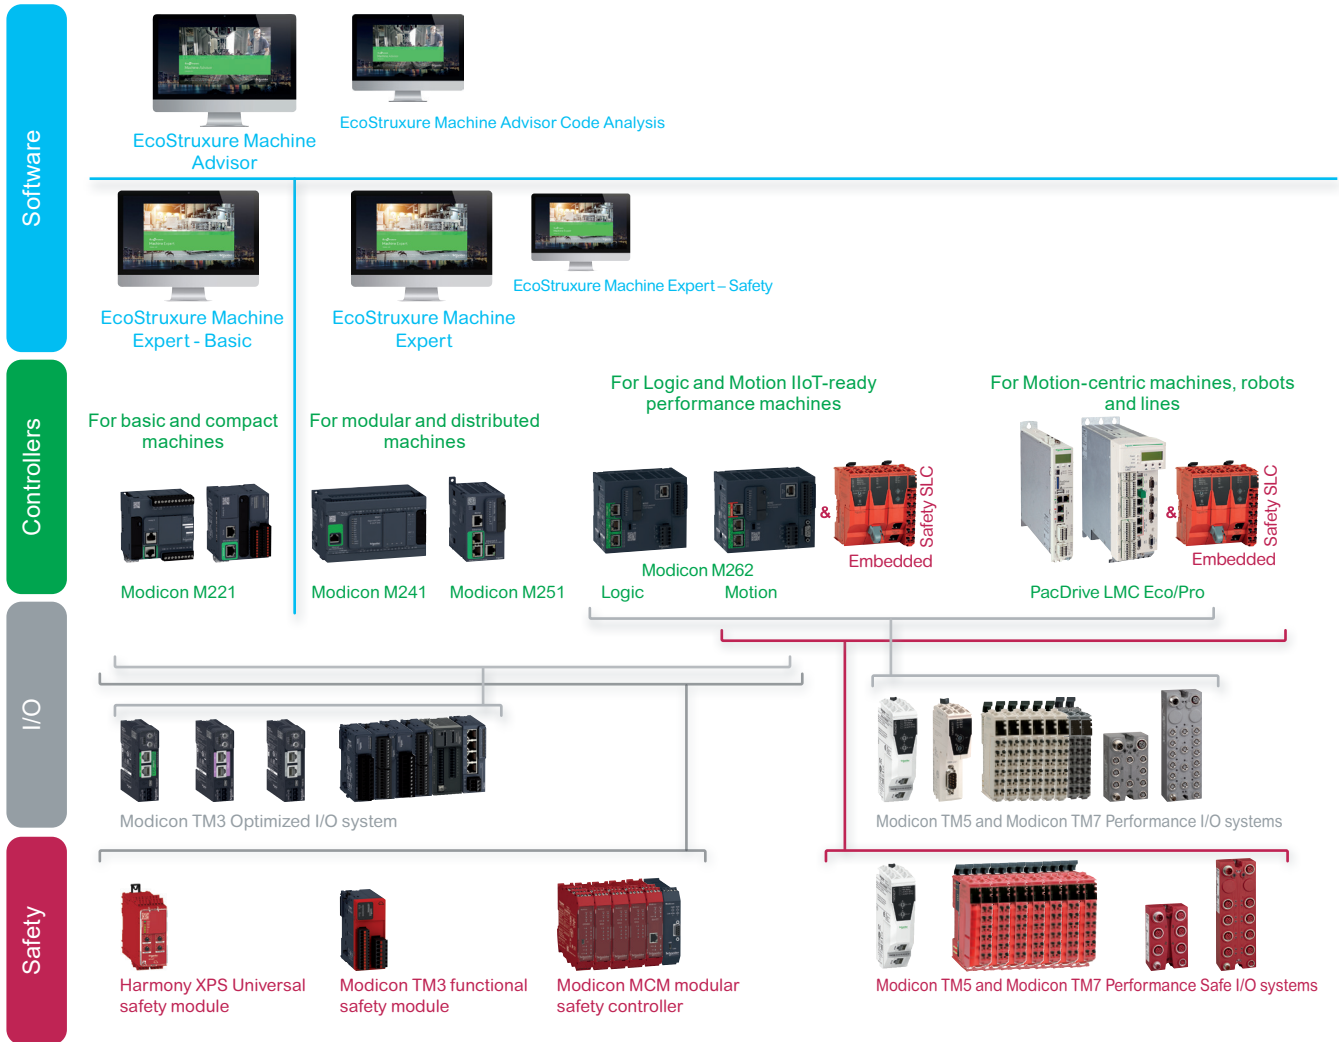 Software
EcoStruxure Machine
Advisor
EcoStruxure Machine Advisor Code Analysis
EcoStruxure Machine
Expert - Basic
EcoStruxure Machine
Expert
EcoStruxure Machine Expert – Safety
Controllers
For basic and compact
machines
For modular and distributed
machines
For Logic and Motion IIoT-ready
performance machines
For Motion-centric machines, robots
and lines
Modicon M221
Modicon M241
Modicon M251
Modicon M262
Logic
Motion
&
Safety SLC
Embedded
PacDrive LMC Eco/Pro
&
Safety SLC
Embedded
I/O
Modicon TM3 Optimized I/O system
Modicon TM5 and Modicon TM7 Performance I/O systems
Safety
Harmony XPS Universal
safety module
Modicon TM3 functional
safety module
Modicon MCM modular
safety controller
Modicon TM5 and Modicon TM7 Performance Safe I/O systems